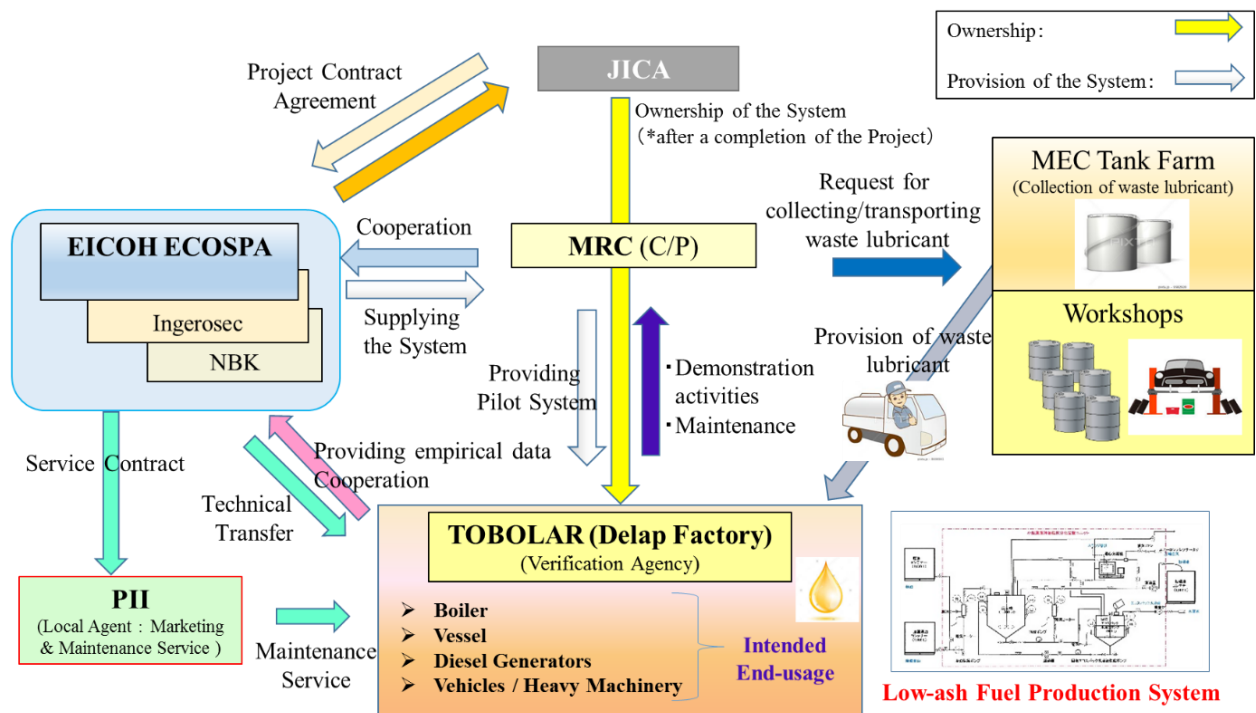 Ownership：
Provision of the System：
Project Contract
Agreement
JICA
Ownership of the System
（*after a completion of the Project）
MEC Tank Farm
(Collection of waste lubricant)
Request for
collecting/transporting
waste lubricant
Cooperation
EICOH ECOSPA
Ingerosec
NBK
MRC (C/P)
Supplying
the System
Workshops
Provision of waste
lubricant
Providing
Pilot System
・Demonstration
activities
・Maintenance
Service Contract
Providing empirical data
Cooperation
Technical
Transfer
TOBOLAR (Delap Factory)
(Verification Agency)
➢ Boiler
➢ Vessel
➢ Diesel Generators
➢ Vehicles / Heavy Machinery
Intended
End-usage
PII
(Local Agent : Marketing
& Maintenance Service )
Maintenance
Service
Low-ash Fuel Production System